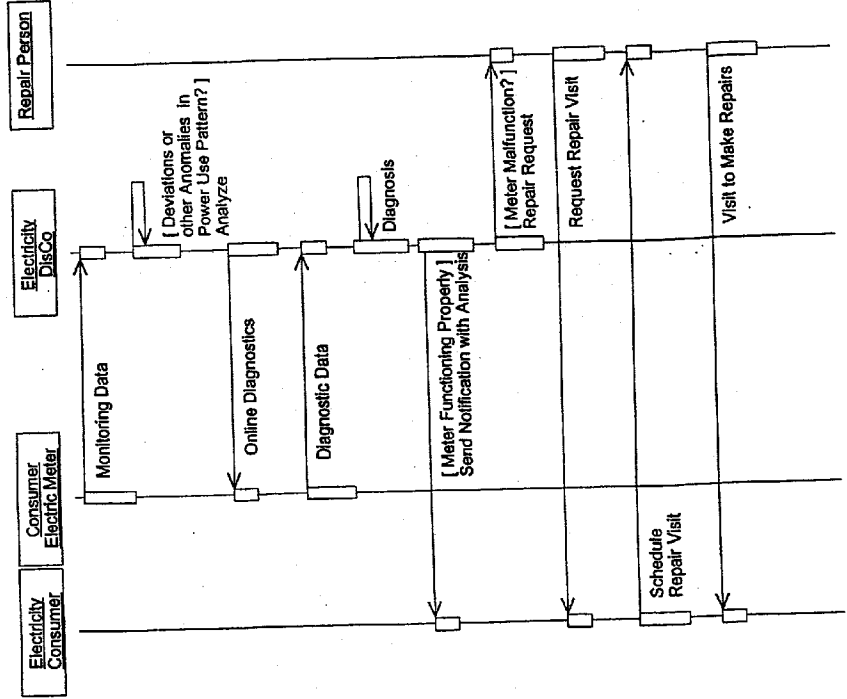 Electricity
Consumer
Consumer
Electric Meter
Electricity
DisCo
Repair Person
Monitoring Data
[ Deviations or
other Anomalies in
Power Use Pattern? ]
Analyze
Online Diagnostics
Diagnostic Data
Diagnosis
[ Meter Functioning Property ]
Send Notification with Analysis
[ Meter Malfunction? ]
Repair Request
Request Repair Visit
Schedule
Repair Visit
Visit to Make Repairs